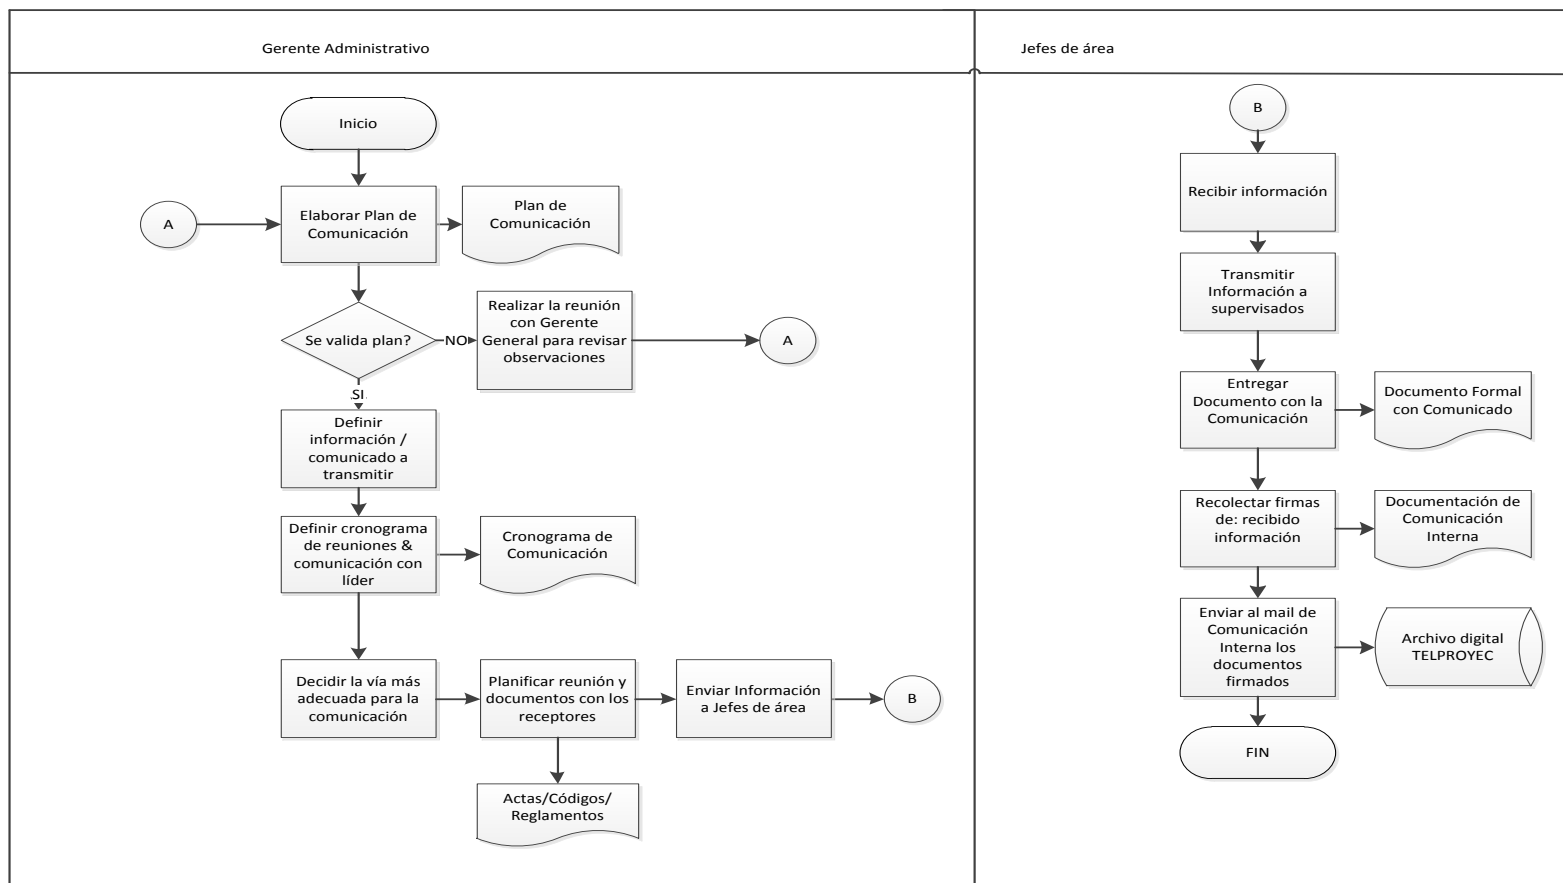 Gerente Administrativo
Jefes de área
Inicio
A
Elaborar Plan de
Comunicación
Plan de
Comunicación
Se valida plan?
NO
Realizar la reunión
con Gerente
General para revisar
observaciones
A
SI
Definir
información /
comunicado a
transmitir
Definir cronograma
de reuniones &
comunicación con
líder
Cronograma de
Comunicación
Decidir la vía más
adecuada para la
comunicación
Planificar reunión y
documentos con los
receptores
Enviar Información
a Jefes de área
B
Actas/Códigos/
Reglamentos
B
Recibir información
Transmitir
Información a
supervisados
Entregar
Documento con la
Comunicación
Documento Formal
con Comunicado
Recolectar firmas
de: recibido
información
Documentación de
Comunicación
Interna
Enviar al mail de
Comunicación
Interna los
documentos
firmados
Archivo digital
TELPROYEC
FIN